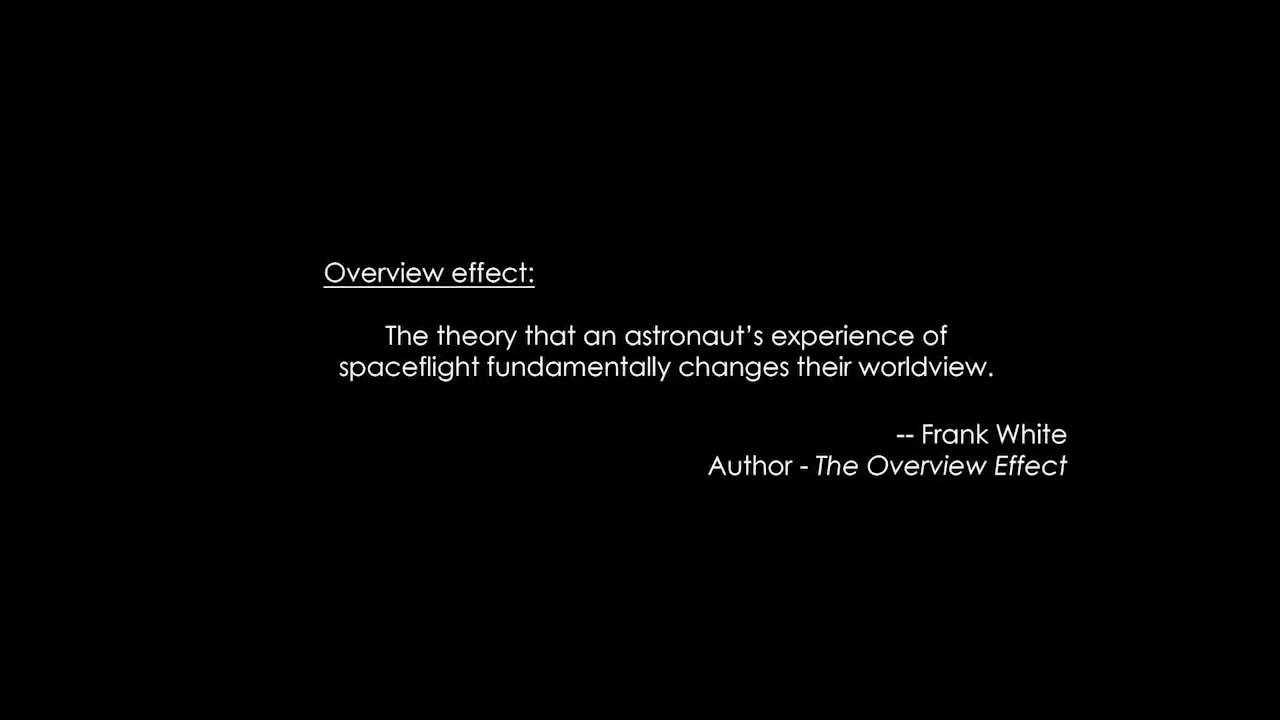 Overview effect:
The theory that an astronaut’s experience of
spaceflight fundamentally changes their worldview.
-- Frank White
Author - The Overview Effect